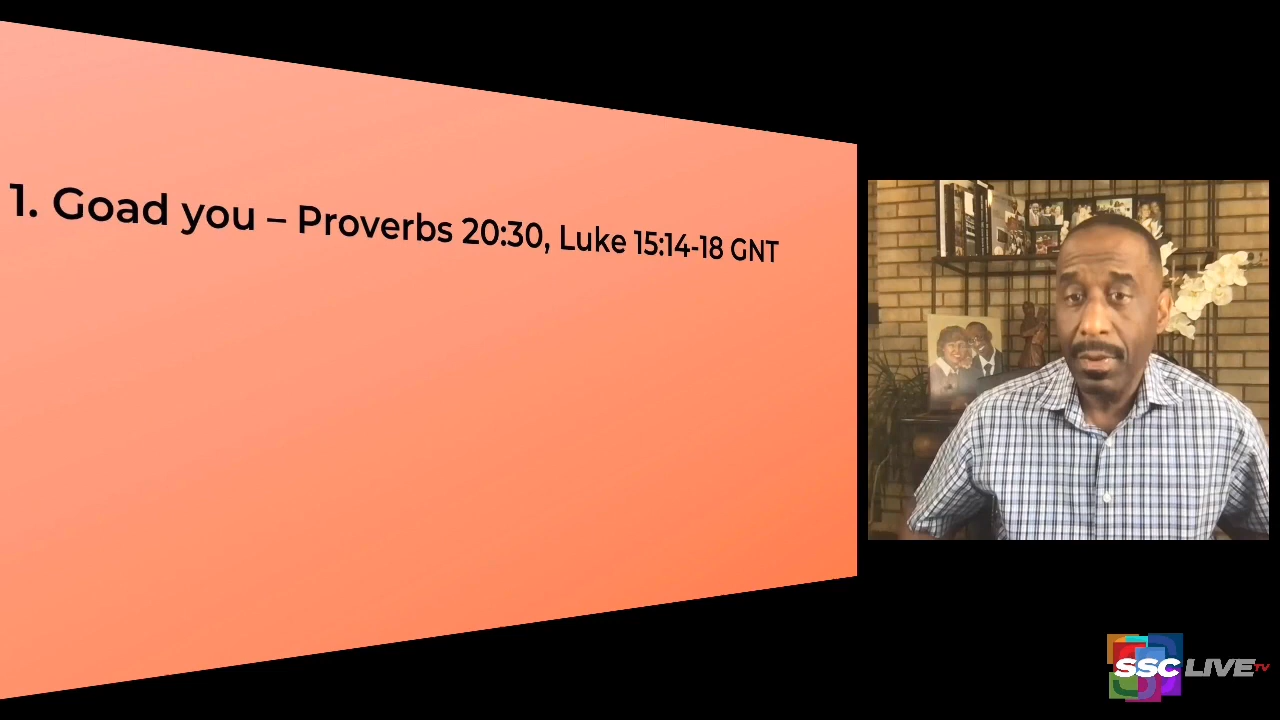 1. Goad you – Proverbs 20:30, Luke 15:14-18 GNT
SSC LIVE TV